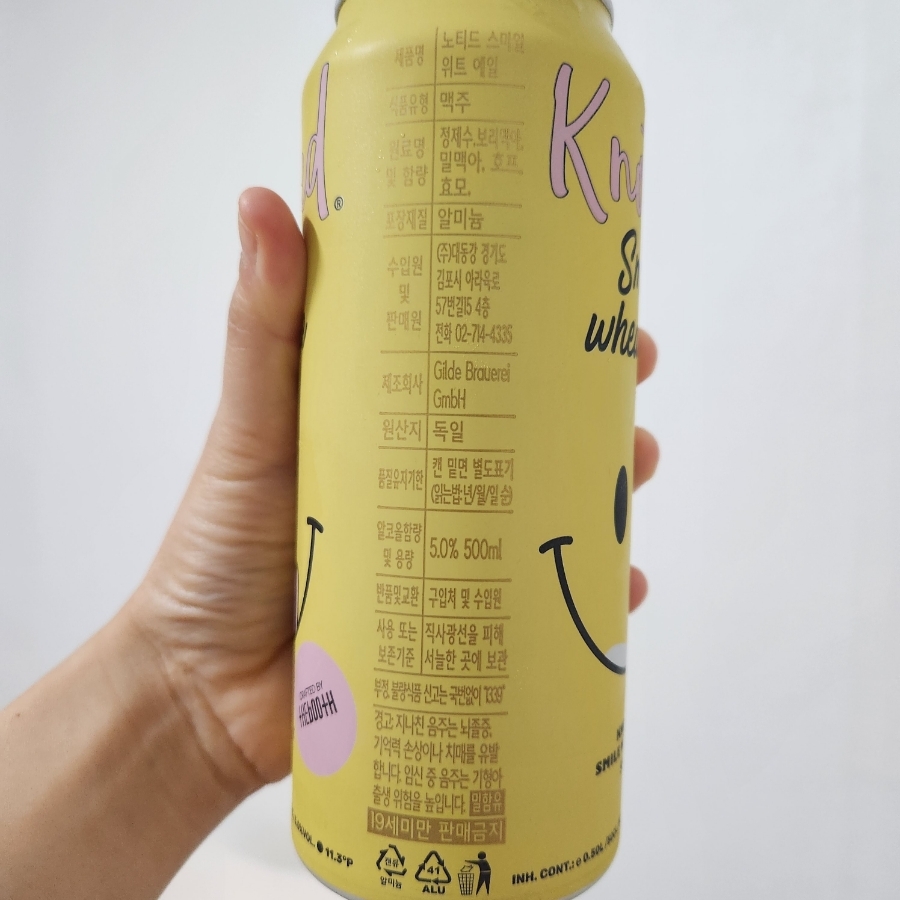 제품명 노티드 스마일
위트 에일
식품유형 맥주
원료명 정제수, 보리맥아,
및 함량 밀맥아, 호프,
효모,
포장재질 알미늄
수입원 및 판매원 (주)대동강 경기도
김포시 아라육로
57번길15 4층
전화 02-714-4335
제조회사 Gilde Brauerei
GmbH
원산지 독일
품질유지기한 캔 밑면 별도표기
(읽는법:년/월/일 순)
알코올함량
및 용량 5.0% 500ml
반품및교환 구입처 및 수입원
사용 또는 직사광선을 피해
보존기준 서늘한 곳에 보관
부정, 불량식품 신고는 국번없이 "1339"
경고: 지나친 음주는 뇌졸중,
기억력 손상이나 치매를 유발
합니다. 임신 중 음주는 기형아
출생 위험을 높입니다. 밀함유
19세미만 판매금지
캔류
알미늄
41
ALU
d®
CRAFTED BY
tHEbOOtH
11.3°P
Kn
Sm
whe
SMILE
INH. CONT.: e 0.50L